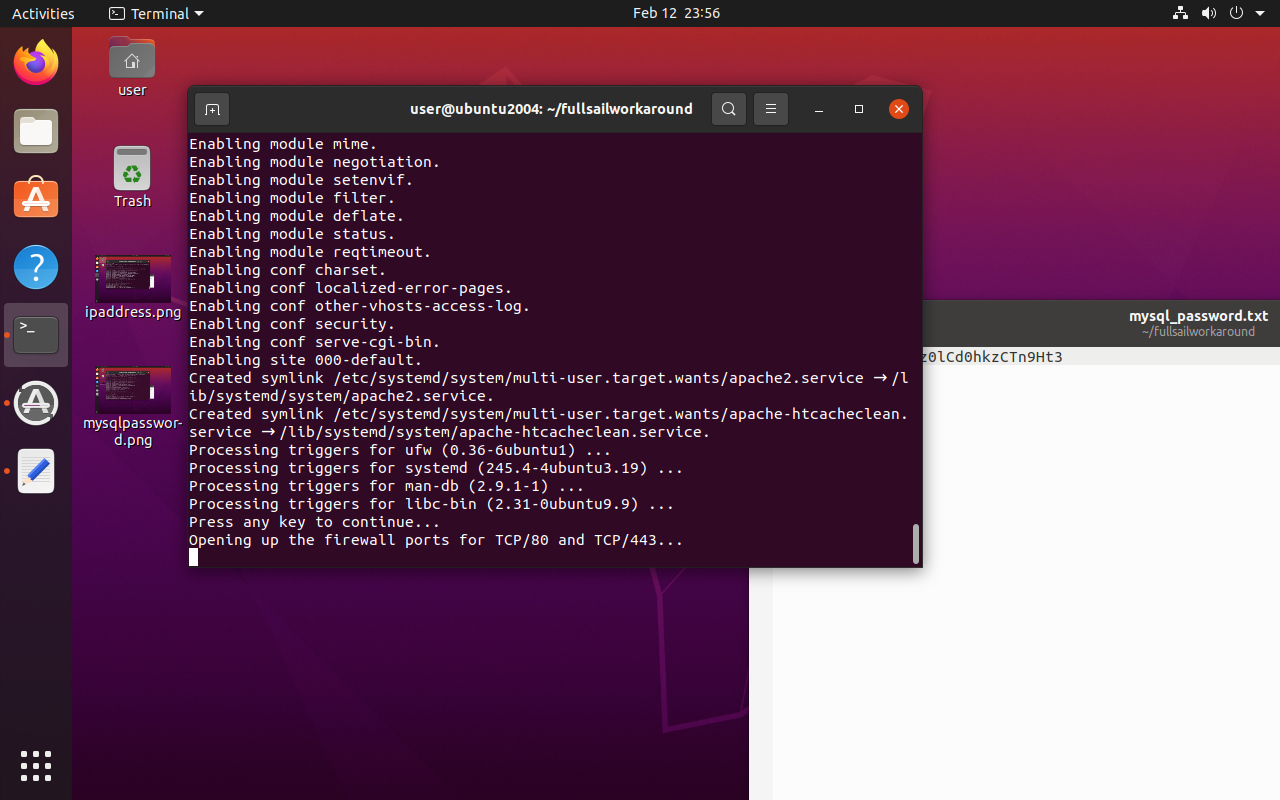 Activities
Terminal
Feb 12 23:56
user
Trash
ipaddress.png
mysqlpasswor-
d.png
user@ubuntu2004: ~/fullsailworkaround
Enabling module mime.
Enabling module negotiation.
Enabling module setenvif.
Enabling module filter.
Enabling module deflate.
Enabling module status.
Enabling module reqtimeout.
Enabling conf charset.
Enabling conf localized-error-pages.
Enabling conf other-vhosts-access-log.
Enabling conf security.
Enabling conf serve-cgi-bin.
Enabling site 000-default.
Created symlink /etc/systemd/system/multi-user.target.wants/apache2.service → /l
ib/systemd/system/apache2.service.
Created symlink /etc/systemd/system/multi-user.target.wants/apache-htcacheclean.
service → /lib/systemd/system/apache-htcacheclean.service.
Processing triggers for ufw (0.36-6ubuntu1) ...
Processing triggers for systemd (245.4-4ubuntu3.19) ...
Processing triggers for man-db (2.9.1-1) ...
Processing triggers for libc-bin (2.31-0ubuntu9.9) ...
Press any key to continue...
Opening up the firewall ports for TCP/80 and TCP/443...
mysql_password.txt
~/fullsailworkaround
z0lCd0hkzCTn9Ht3